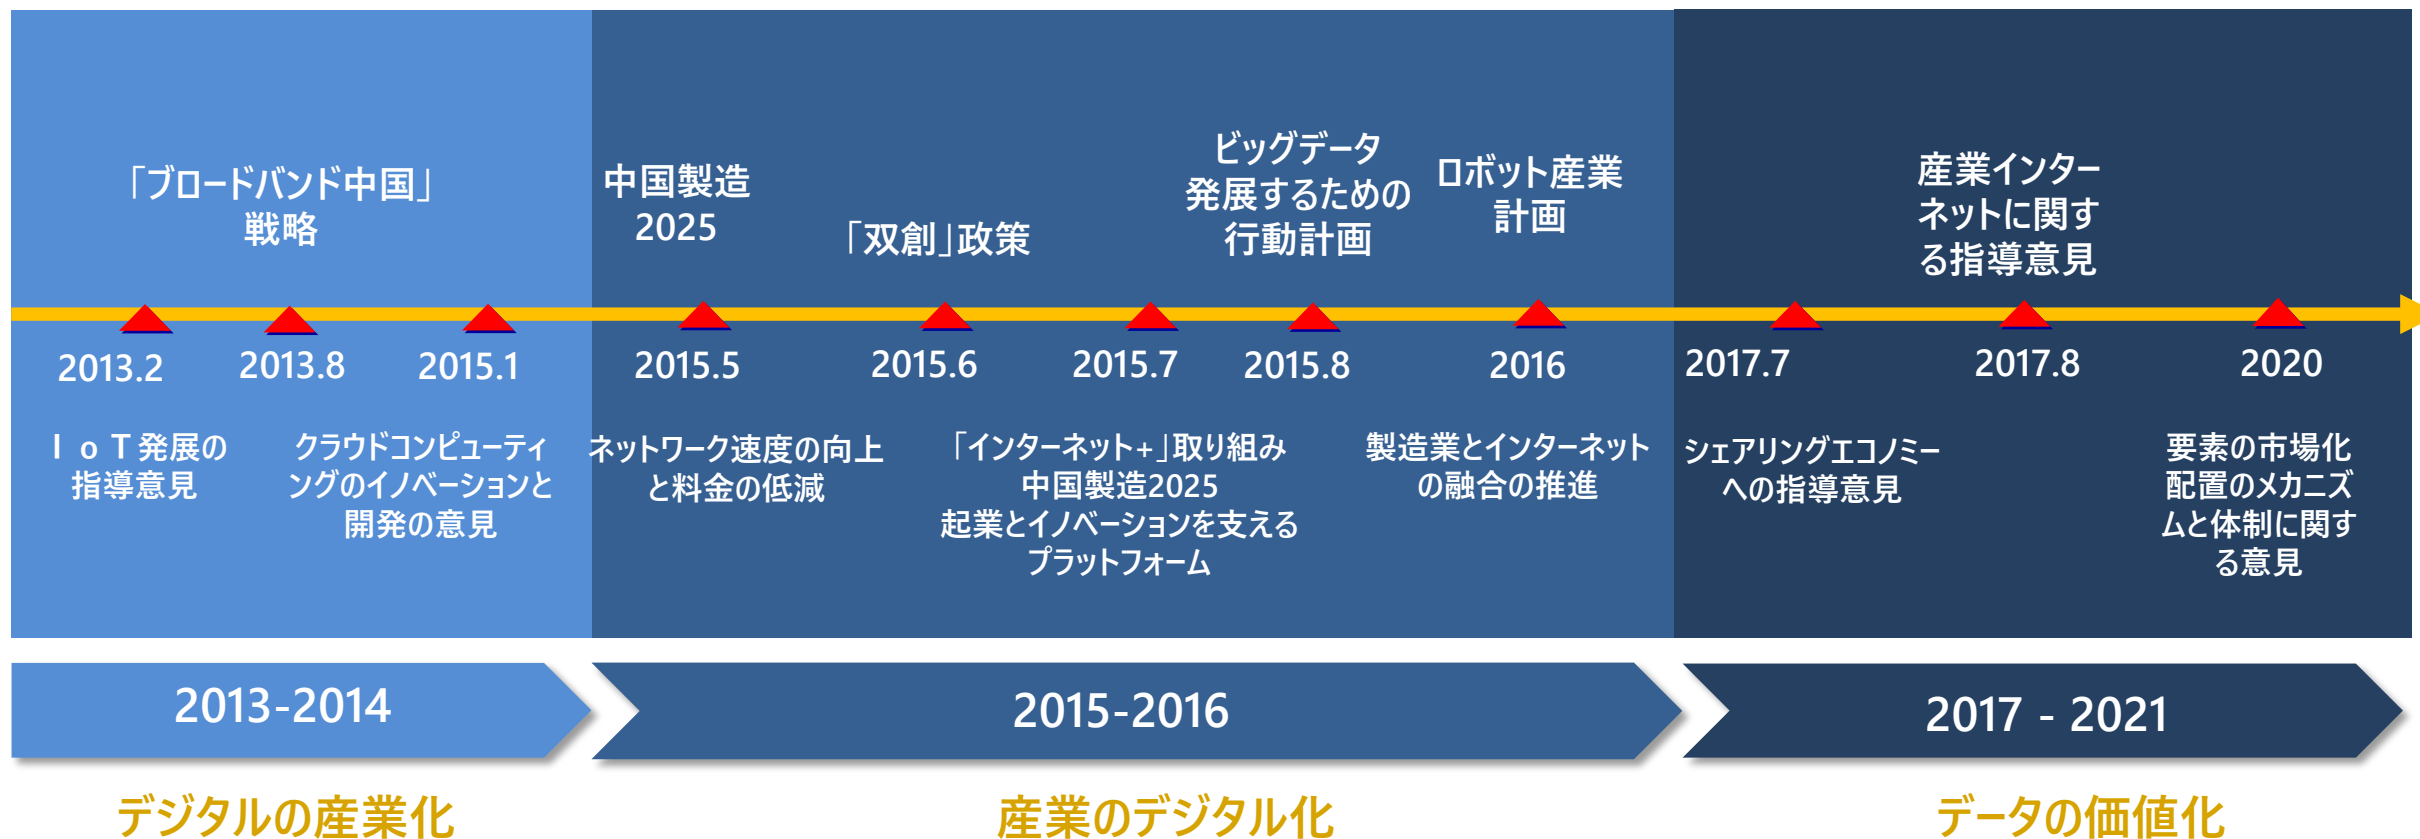 「ブロードバンド中国」
戦略
中国製造
2025
「双創」政策
ビッグデータ
発展するための
行動計画
ロボット産業
計画
産業インター
ネットに関す
る指導意見
2013.2
2013.8
2015.1
2015.5
2015.6
2015.7
2015.8
2016
2017.7
2017.8
2020
ＩｏＴ発展の
指導意見
クラウドコンピューティ
ングのイノベーションと
開発の意見
ネットワーク速度の向上
と料金の低減
「インターネット+」取り組み
中国製造2025
起業とイノベーションを支える
プラットフォーム
製造業とインターネット
の融合の推進
シェアリングエコノミー
への指導意見
要素の市場化
配置のメカニズ
ムと体制に関す
る意見
2013-2014
2015-2016
2017 - 2021
デジタルの産業化
産業のデジタル化
データの価値化